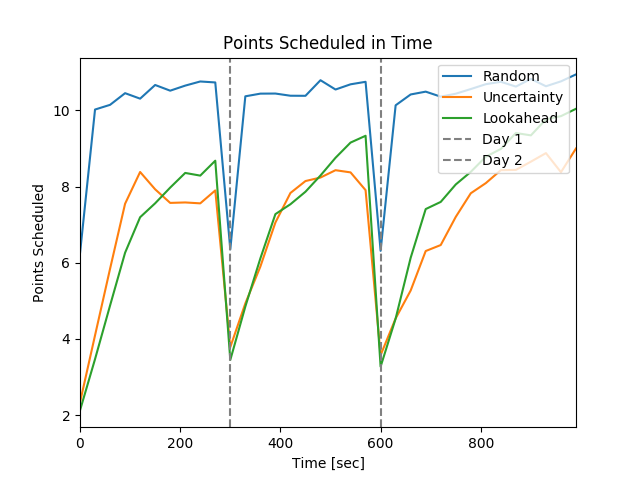 Points Scheduled in Time
Points Scheduled
10
8
6
4
2
0
200
400
600
800
Time [sec]
Random
Uncertainty
Lookahead
Day 1
Day 2